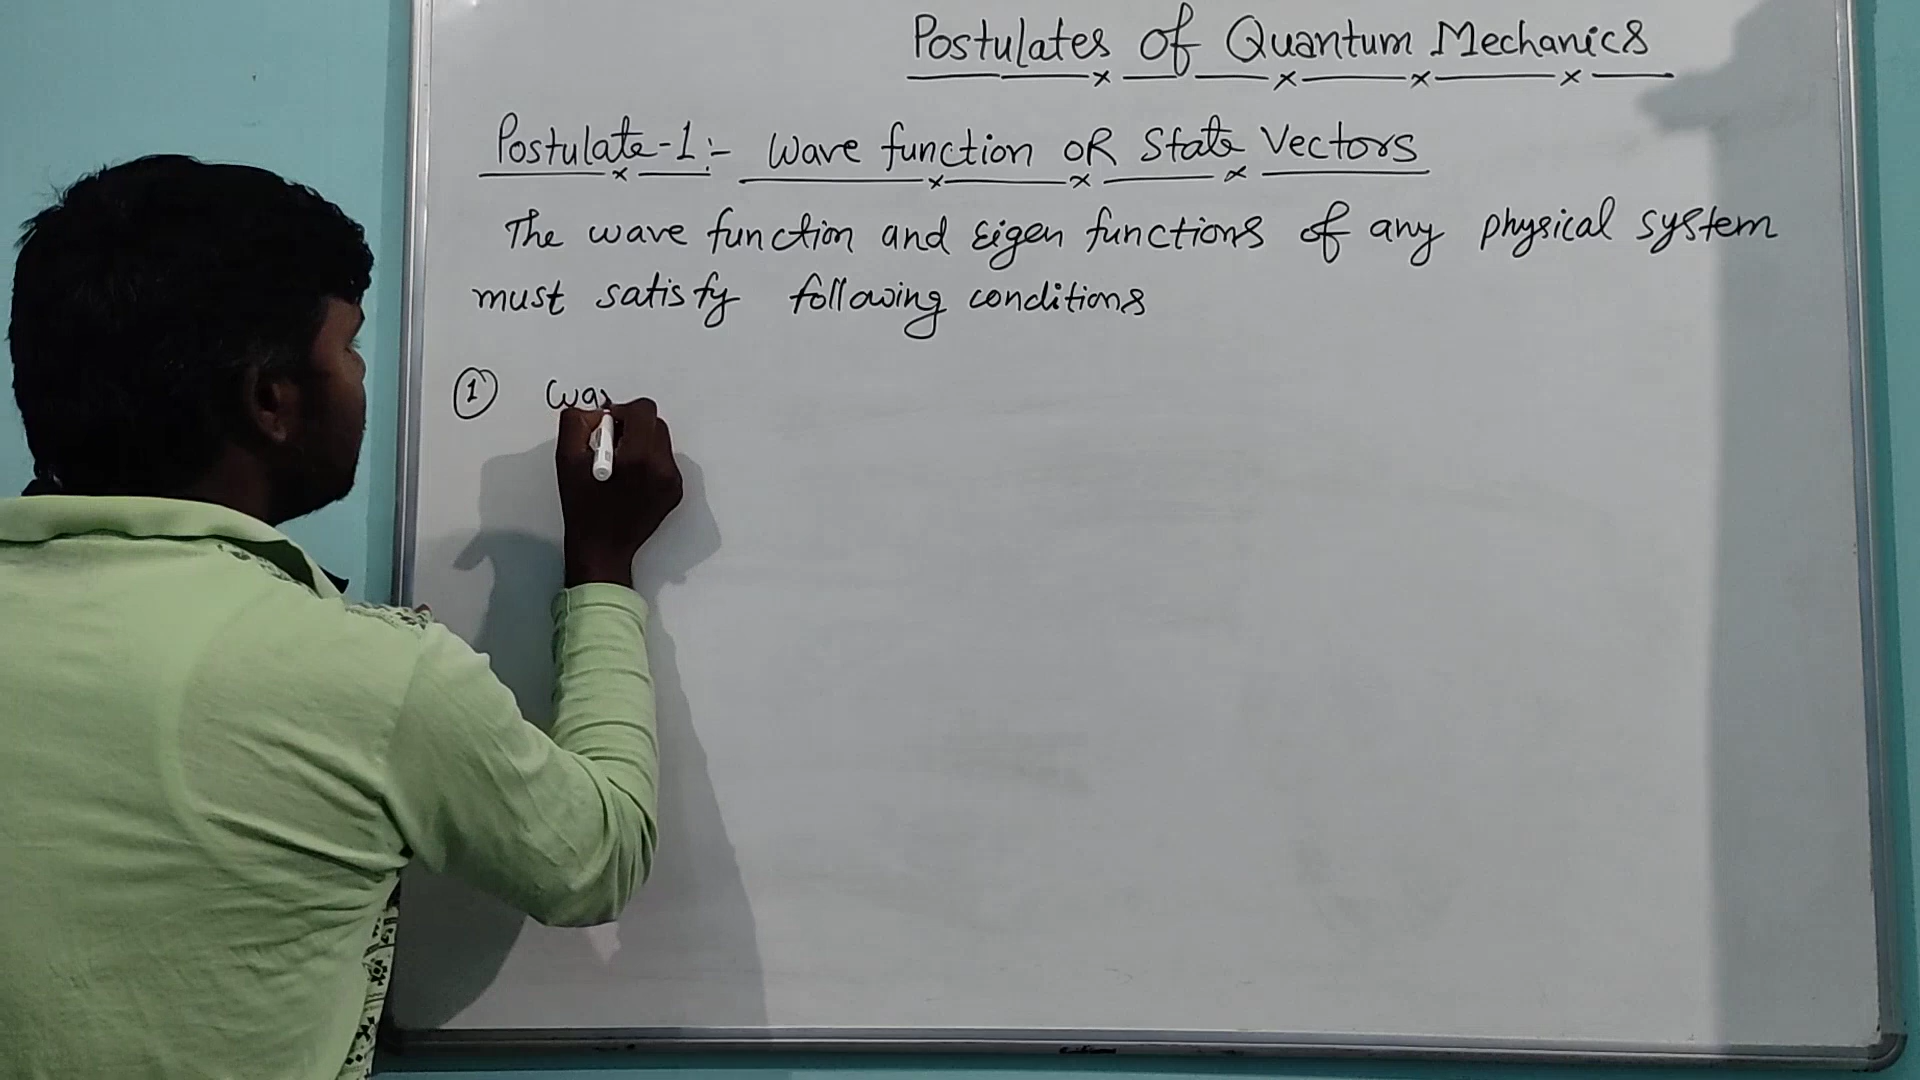 Postulates of Quantum Mechanics
Postulate-1:- Wave function OR State Vectors
The wave function and Eigen functions of any physical system
must satisfy following conditions
① Wav